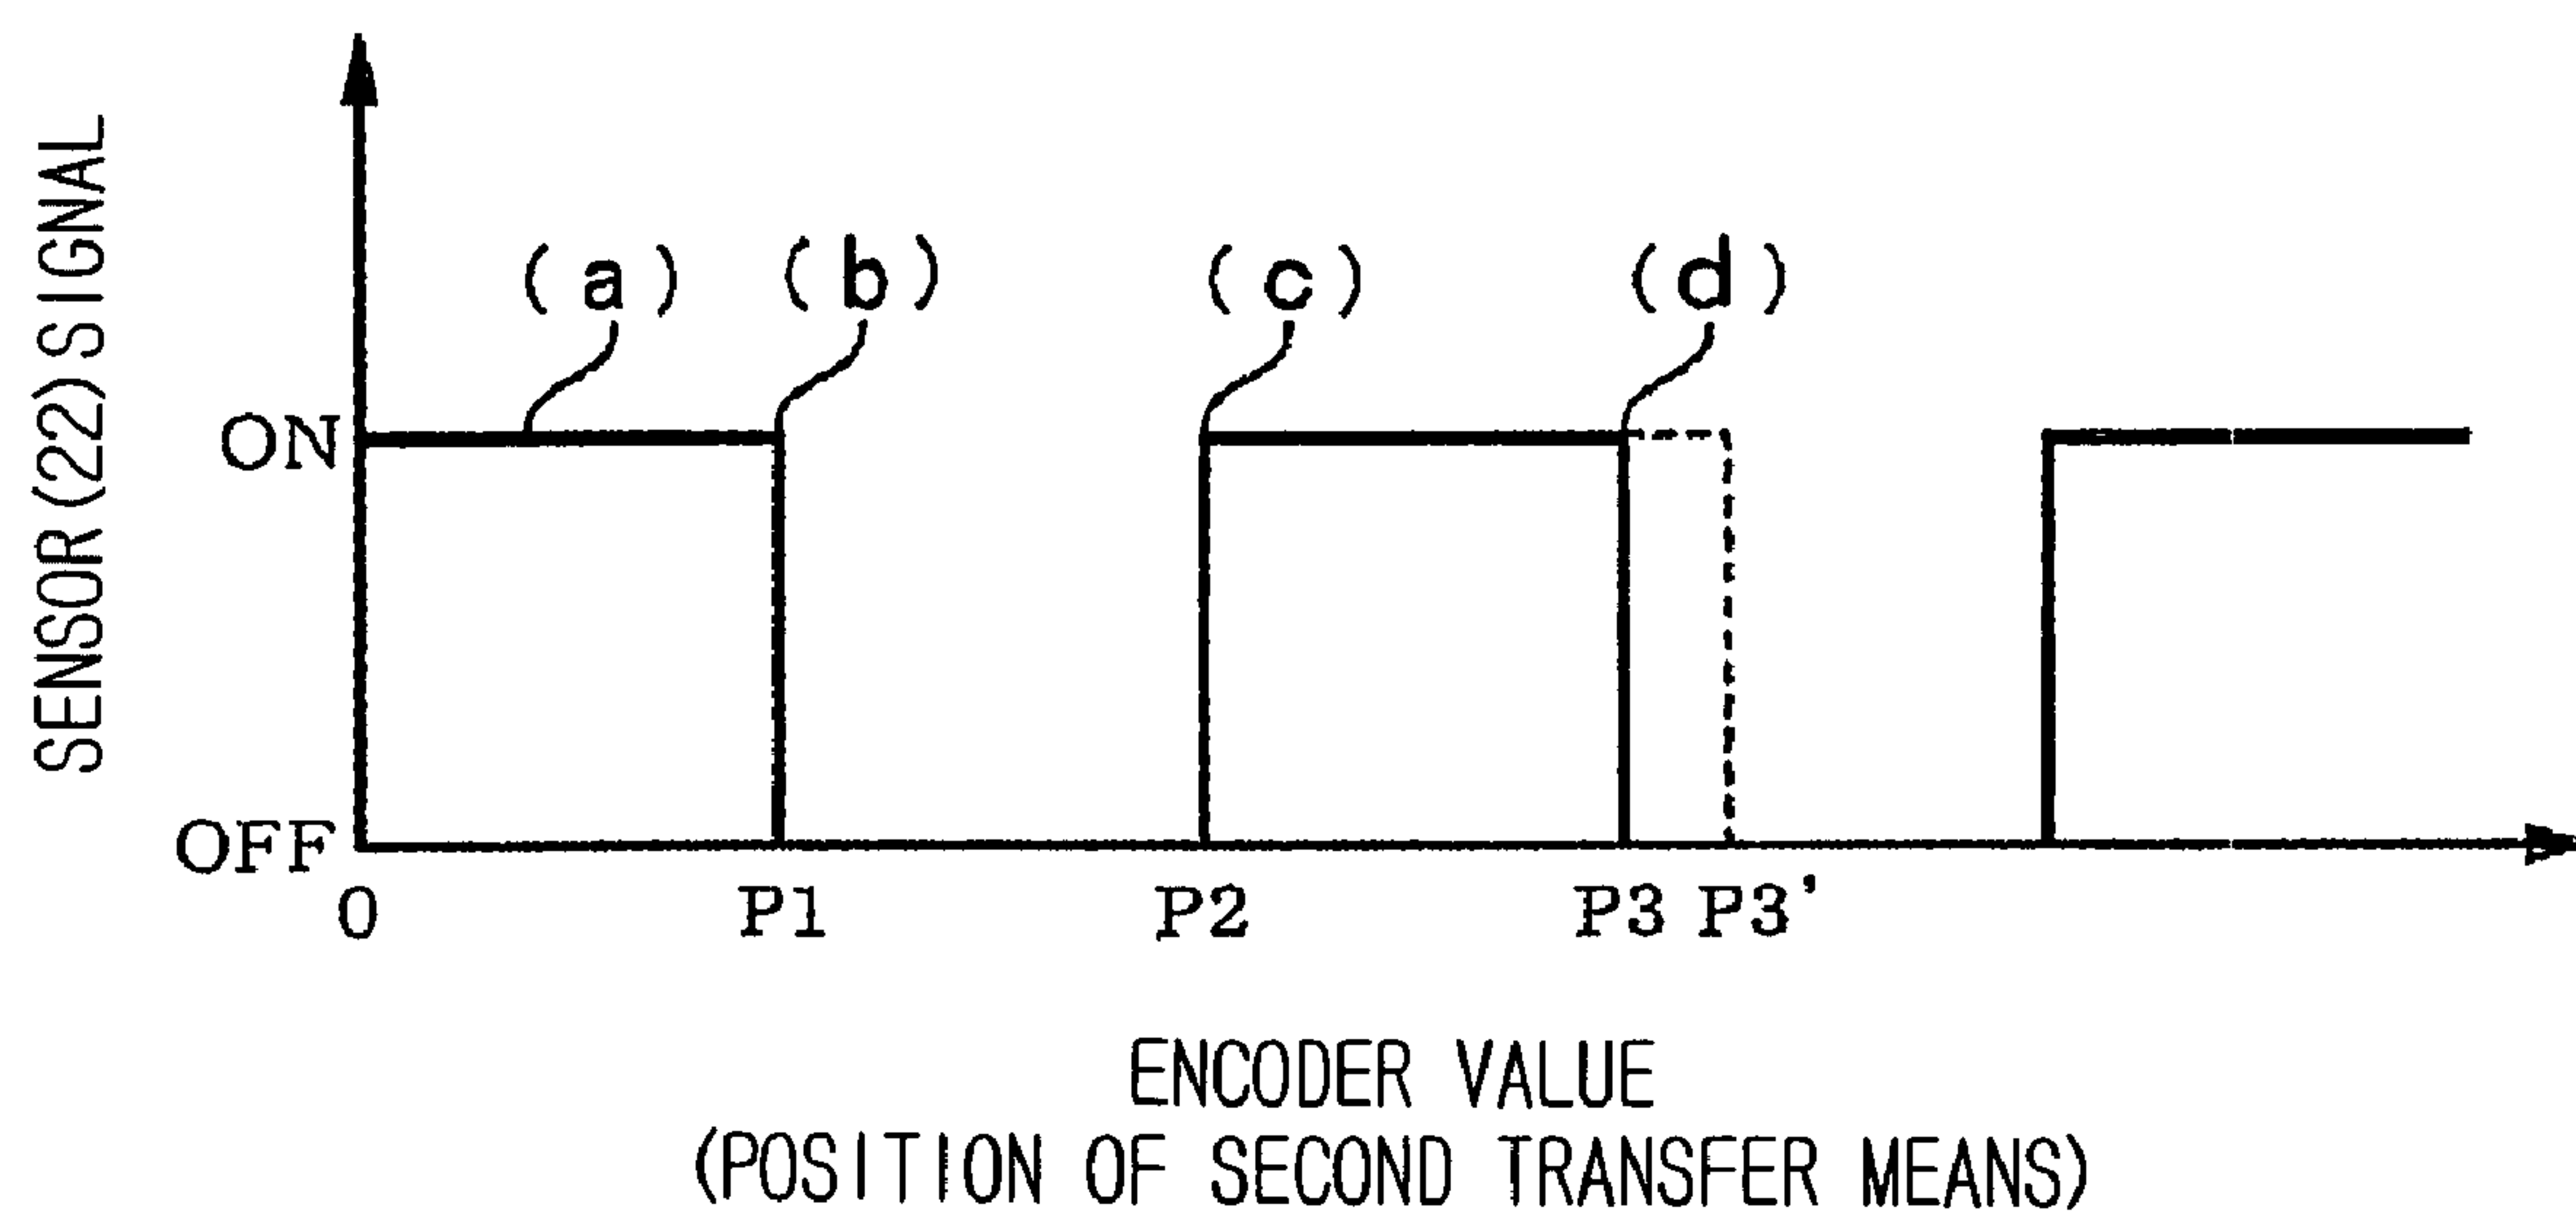 SENSOR(22)SIGNAL
(a) (b) (c) (d)
ON
OFF
0 P1 P2 P3 P3'
ENCODER VALUE
(POSITION OF SECOND TRANSFER MEANS)